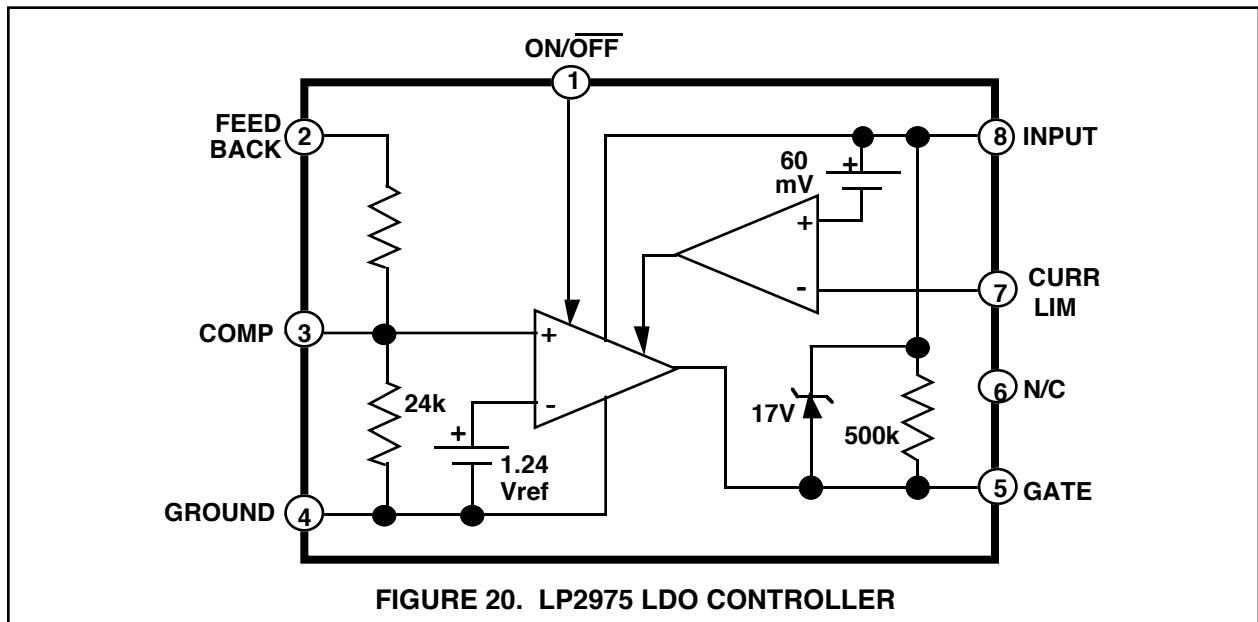 ON/OFF
1
FEED
BACK
2
8
INPUT
60
mV
+
+
-
7
CURR
LIM
COMP
3
+
-
24k
+
1.24
Vref
17V
500k
6
N/C
GROUND
4
5
GATE
FIGURE 20. LP2975 LDO CONTROLLER